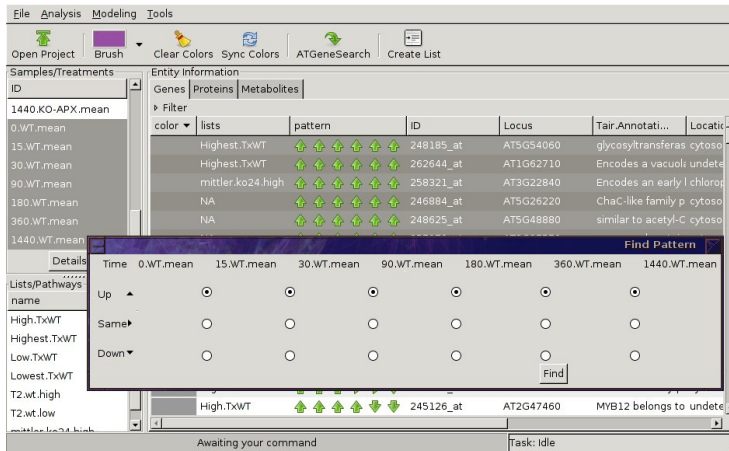 File Analysis Modeling Tools
Open Project Brush Clear Colors Sync Colors ATGeneSearch Create List
Samples/Treatments
ID
1440.KO-APX.mean
0.WT.mean
15.WT.mean
30.WT.mean
90.WT.mean
180.WT.mean
360.WT.mean
1440.WT.mean
Details
Entity Information
Genes Proteins Metabolites
Filter
color lists pattern ID Locus Tair.Annotati... Locatic
Highest.TxWT 248185_at AT5G54060 glycosyltransferas cytoso
Highest.TxWT 262644_at AT1G62710 Encodes a vacuol undete
mittler.ko24.high 258321_at AT3G22840 Encodes an early l chlorop
NA 246884_at AT5G26220 ChaC-like family p cytoso
NA 248625_at AT5G48880 similar to acetyl-C cytoso
Find Pattern
Time 0.WT.mean 15.WT.mean 30.WT.mean 90.WT.mean 180.WT.mean 360.WT.mean 1440.WT.mean
Up
Same
Down
Find
Lists/Pathways
name
High.TxWT
Highest.TxWT
Low.TxWT
Lowest.TxWT
T2.wt.high
T2.wt.low
mittler.ko24.high
High.TxWT 245126_at AT2G47460 MYB12 belongs to undete
Awaiting your command Task: Idle